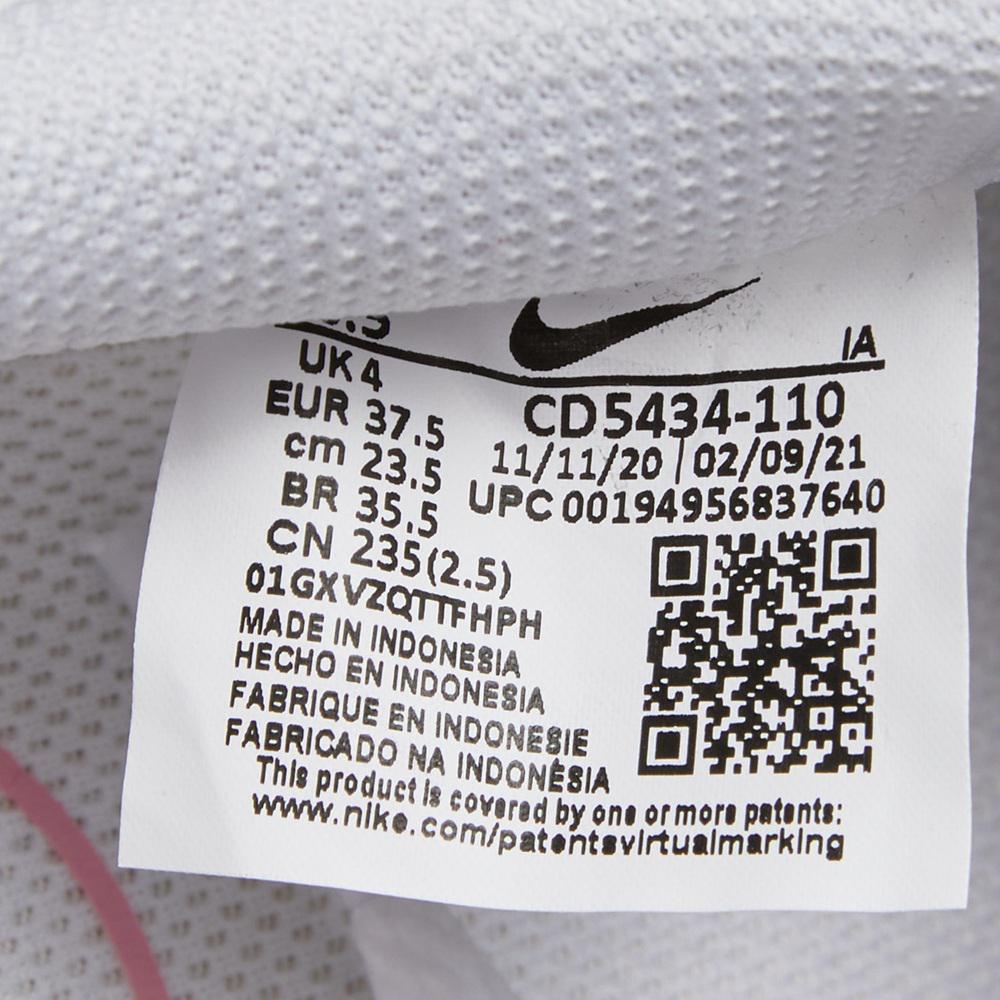 IA
UK 4
EUR 37.5
cm 23.5
BR 35.5
CN 235(2.5)
CD5434-110
11/11/20 | 02/09/21
UPC 00194956837640
01GXVZQTTFHPH
MADE IN INDONESIA
HECHO EN INDONESIA
FABRIQUE EN INDONESIE
FABRICADO NA INDONÉSIA
This product is covered by one or more patents:
www.nike.com/patentsvirtualmarking